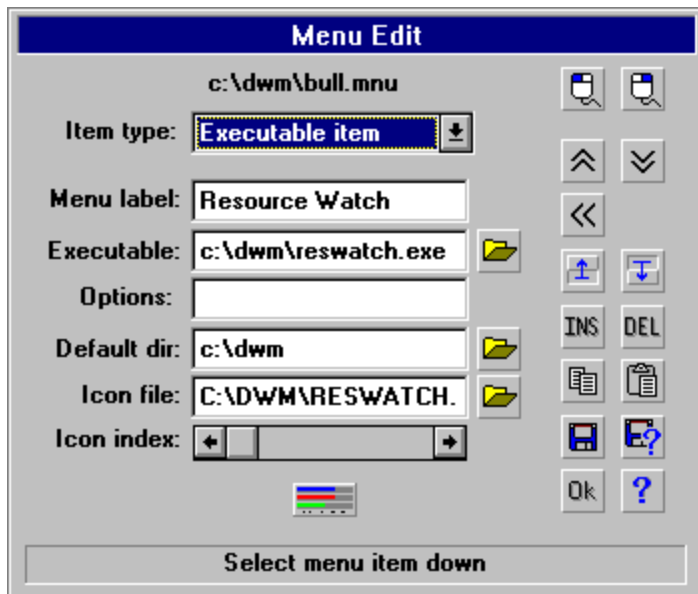 Menu Edit
c:\dwm\bull.mnu
Item type: Executable item
Menu label: Resource Watch
Executable: c:\dwm\reswatch.exe
Options:
Default dir: c:\dwm
INS DEL
Icon file: C:\DWM\RESWATCH.
Icon index:
Ok ?
Select menu item down